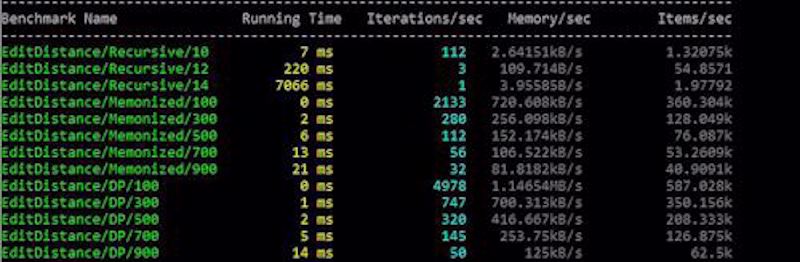 Benchmark Name Running Time Iterations/sec Memory/sec Items/sec
EditDistance/Recursive/10 7 ms 112 2.64151kB/s 1.32075k
EditDistance/Recursive/12 220 ms 3 109.714B/s 54.8571
EditDistance/Recursive/14 7066 ms 1 3.95585B/s 1.97792
EditDistance/Memonized/100 0 ms 2133 720.608kB/s 360.304k
EditDistance/Memonized/300 2 ms 280 256.098kB/s 128.049k
EditDistance/Memonized/500 6 ms 112 152.174kB/s 76.087k
EditDistance/Memonized/700 13 ms 56 106.522kB/s 53.2609k
EditDistance/Memonized/900 21 ms 32 81.8182kB/s 40.9091k
EditDistance/DP/100 0 ms 4978 1.14654MB/s 587.028k
EditDistance/DP/300 1 ms 747 700.313kB/s 350.156k
EditDistance/DP/500 2 ms 320 416.667kB/s 208.333k
EditDistance/DP/700 5 ms 145 253.75kB/s 126.875k
EditDistance/DP/900 14 ms 50 125kB/s 62.5k